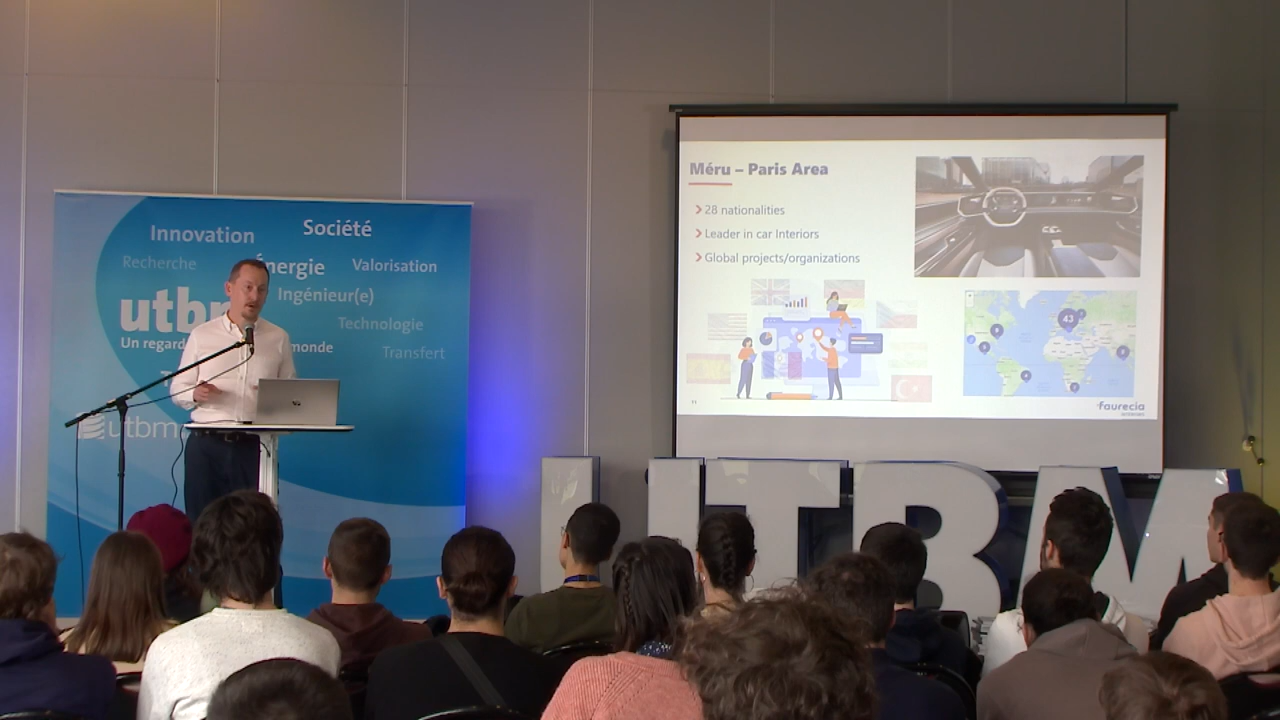 Innovation
Société
Recherche
Énergie
Valorisation
Ingénieur(e)
utb
Technologie
Un regard
monde
Transfert
utbm
Méru – Paris Area
28 nationalities
Leader in car Interiors
Global projects/organizations
43
faurecia
UTBM